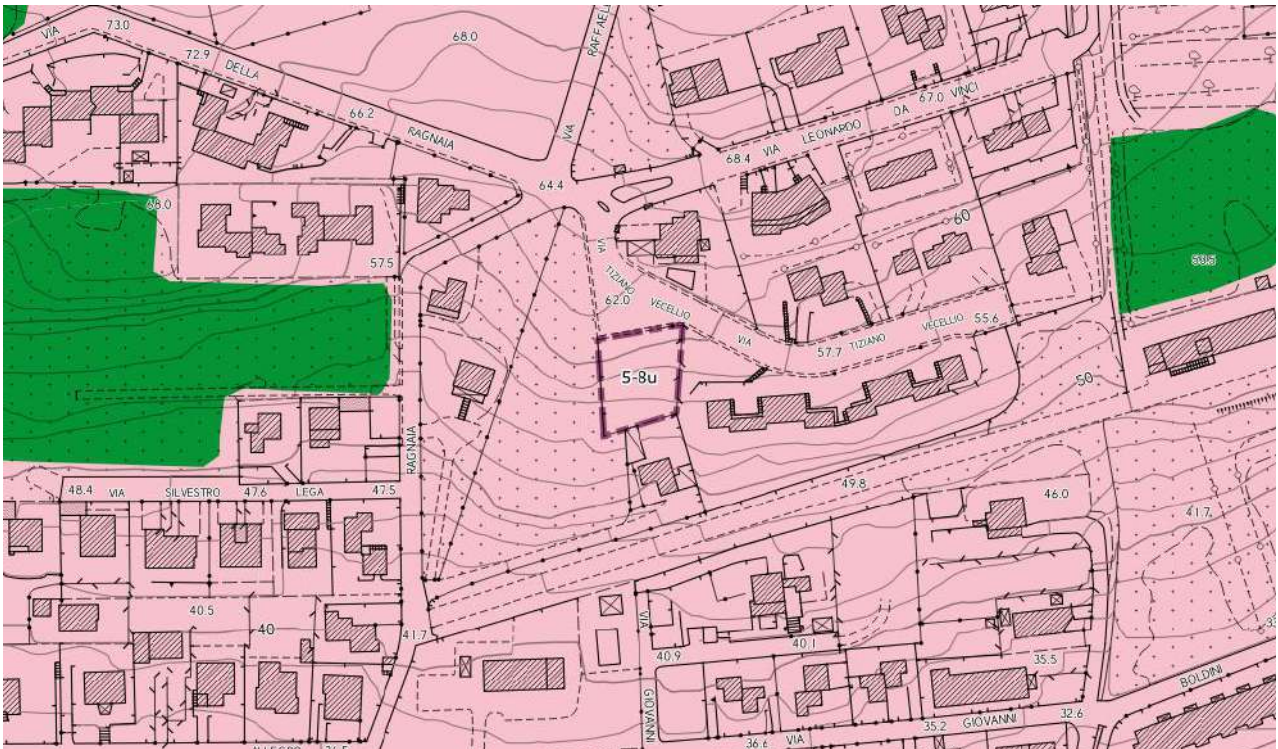 VIA
73.0
72.9
DELLA
68.0
66.2
RAGNAIA
VIA
RAFFAEL
68.4 VIA LEONARDO DA 67.0 VINCI
64.4
68.0
60
57.5
50.5
VIA
TIZIANO
62.0
VECELLIO
VIA
57.7 TIZIANO VECELLIO 55.6
5-8u
50
RAGNAIA
49.8
48.4 VIA SILVESTRO 47.6 LEGA 47.5
46.0
41.7
40.5
40
41.7
VIA
40.1
40.9
35.5
BOLDINI
GIOVANNI
35.2 GIOVANNI 32.6
36.6 VIA